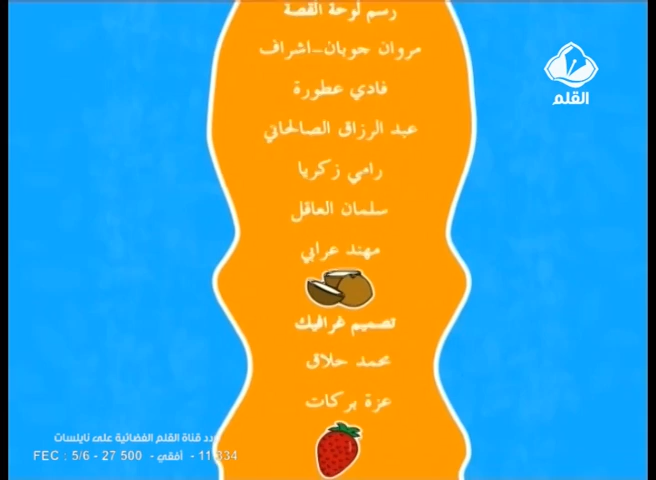 رسم لوحة القصة
مروان حوبان-اشراف
فادي عطورة
عبد الرزاق الصالحاني
رامي زكريا
سلمان العاقل
مهند عرابي
تصميم غرافيك
محمد حلاق
عزة بركات
القلم
تردد قناة القلم الفضائية على نايلسات
FEC : 5/6 - 27 500 - أفقي - 11 334